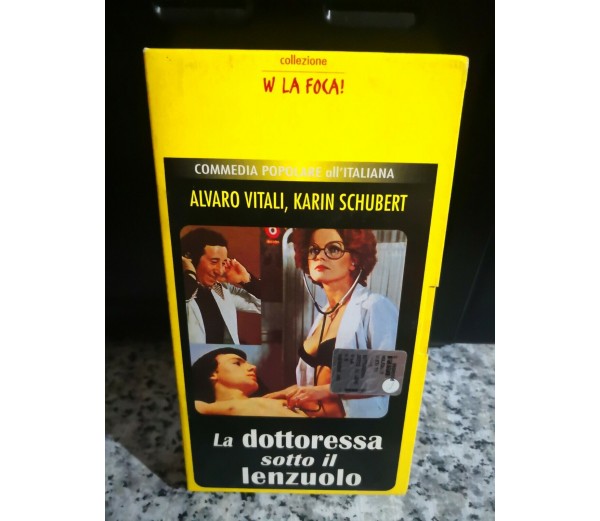 collezione
W LA FOCA!
COMMEDIA POPOLARE all'ITALIANA
ALVARO VITALI, KARIN SCHUBERT
La dottoressa
sotto il
lenzuolo